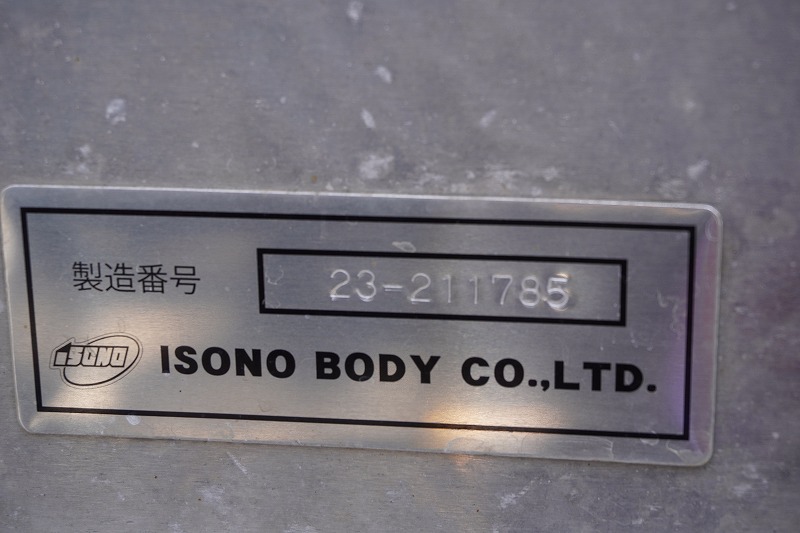 製造番号 23-211785
iSONO ISONO BODY CO.,LTD.